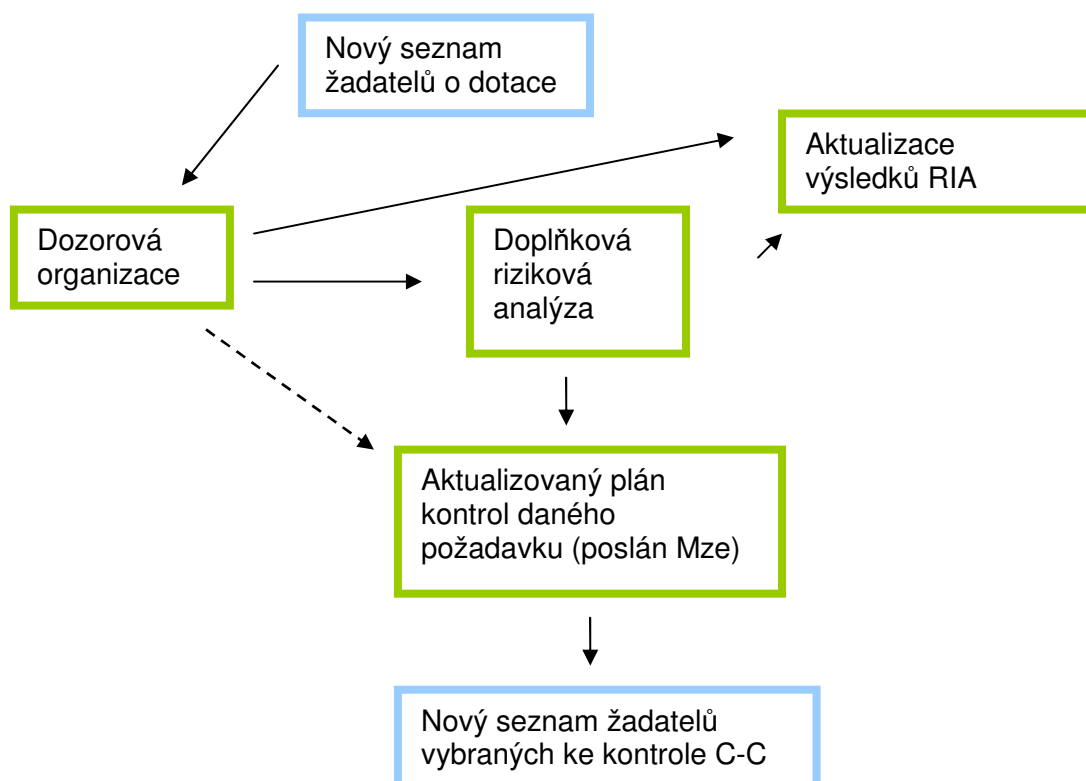 Nový seznam
žadatelů o dotace
Aktualizace
výsledků RIA
Dozorová
organizace
Doplňková
riziková
analýza
Aktualizovaný plán
kontrol daného
požadavku (poslán Mze)
Nový seznam žadatelů
vybraných ke kontrole C-C